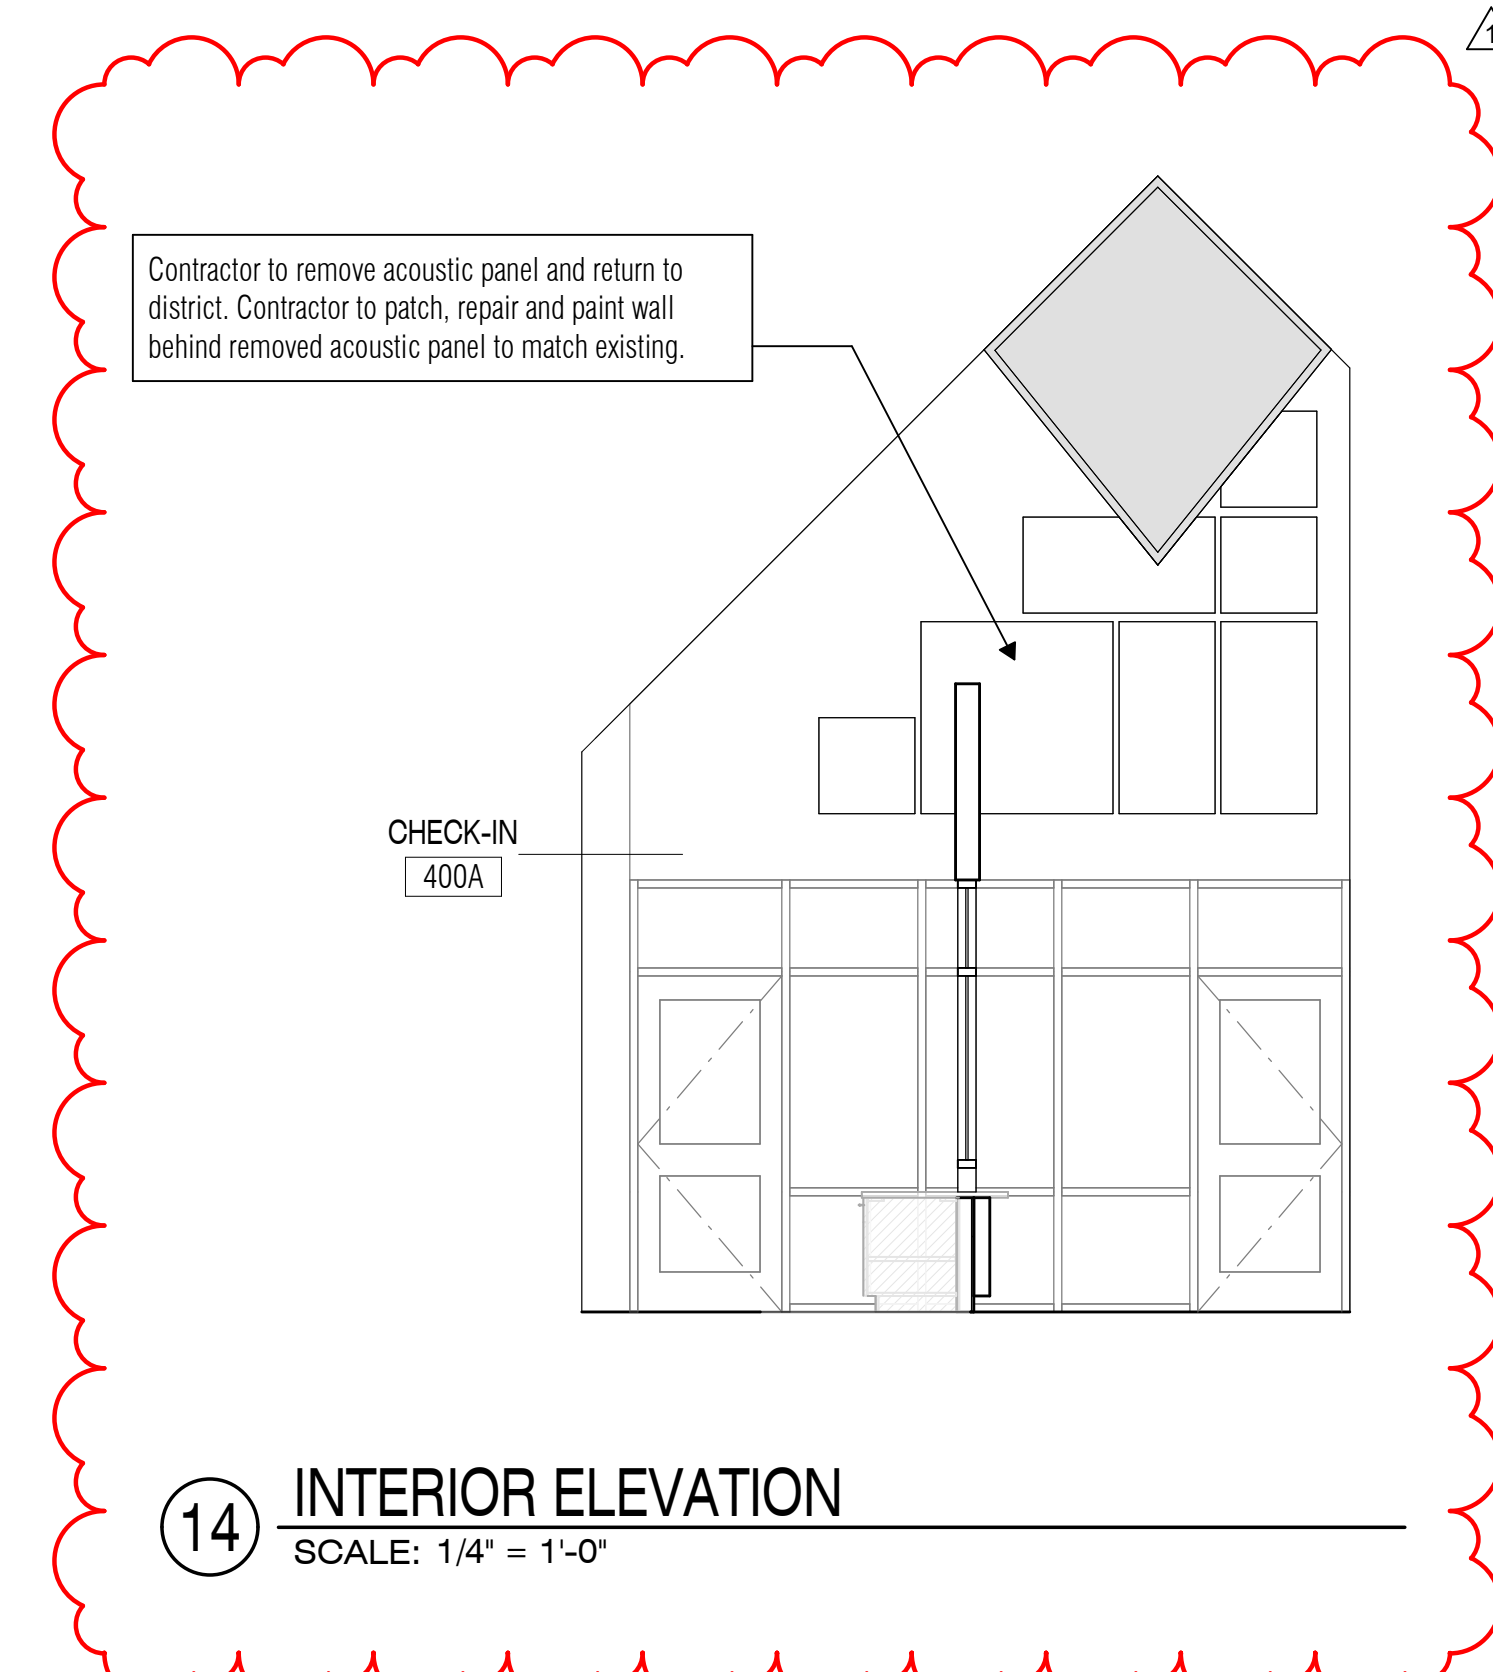 1
Contractor to remove acoustic panel and return to
district. Contractor to patch, repair and paint wall
behind removed acoustic panel to match existing.
CHECK-IN
400A
14
INTERIOR ELEVATION
SCALE: 1/4" = 1'-0"